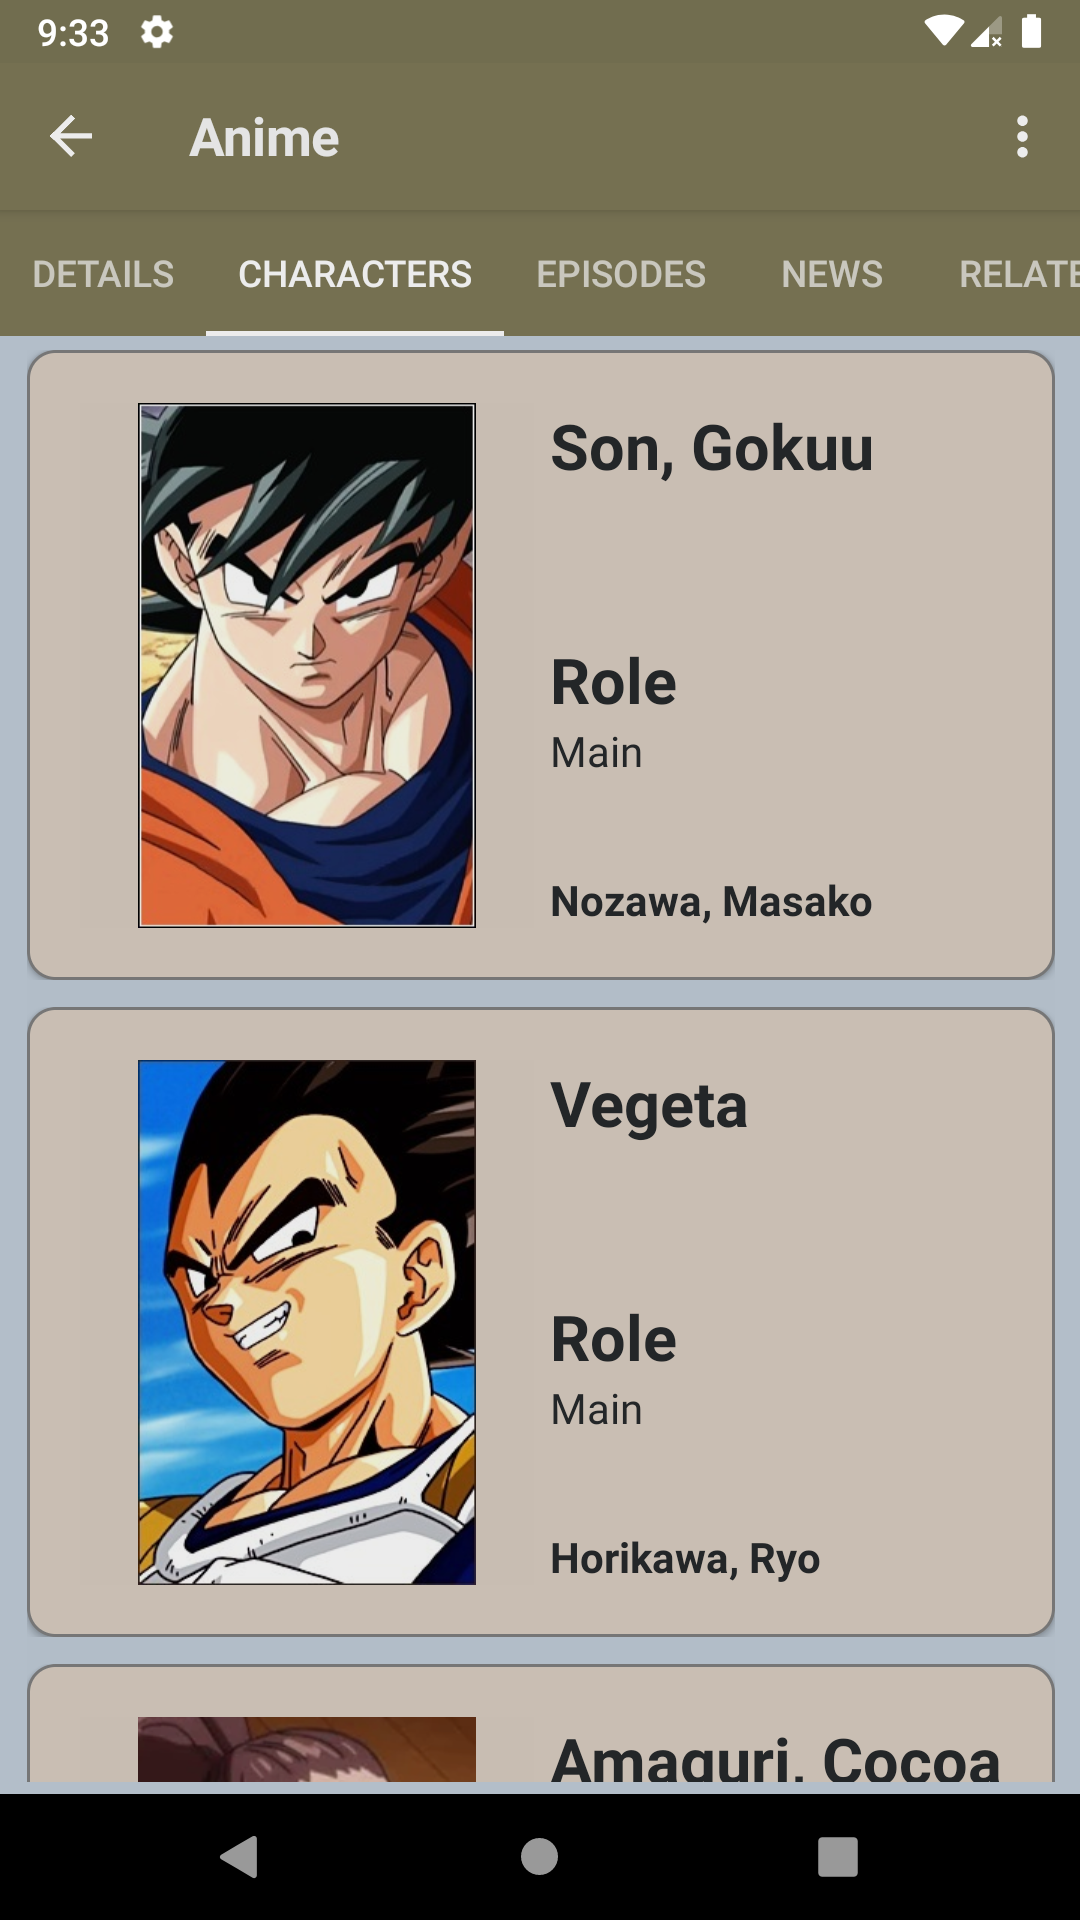 9:33
Anime
DETAILS CHARACTERS EPISODES NEWS RELATE
Son, Gokuu
Role
Main
Nozawa, Masako
Vegeta
Role
Main
Horikawa, Ryo
Amaguri, Cocoa